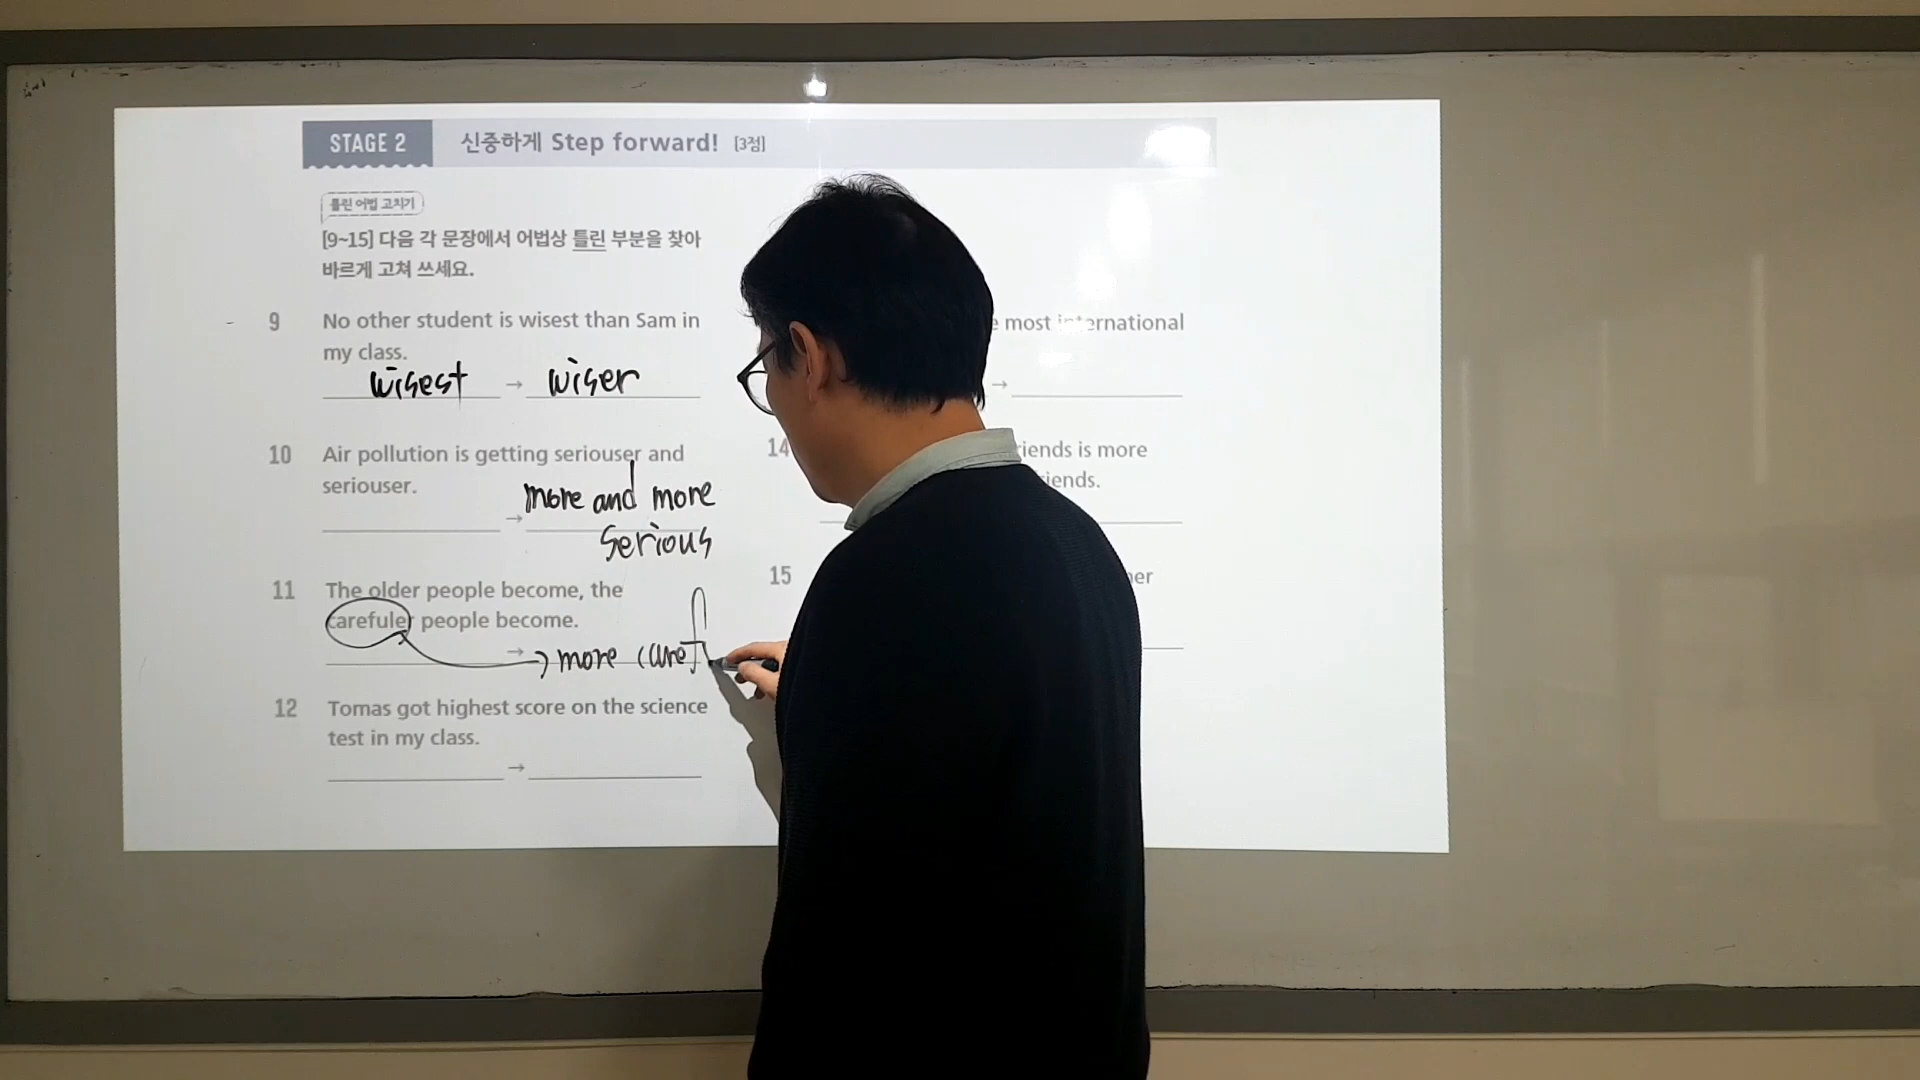 STAGE 2 신중하게 Step forward! [3점]
틀린 어법 고치기
[9~15] 다음 각 문장에서 어법상 틀린 부분을 찾아
바르게 고쳐 쓰세요.
9 No other student is wisest than Sam in
my class.
wisest → wiser
10 Air pollution is getting seriouser and
seriouser.
→ more and more
serious
11 The older people become, the
carefuler people become.
→ more caref
12 Tomas got highest score on the science
test in my class.
→
most international
→
14 is more
15